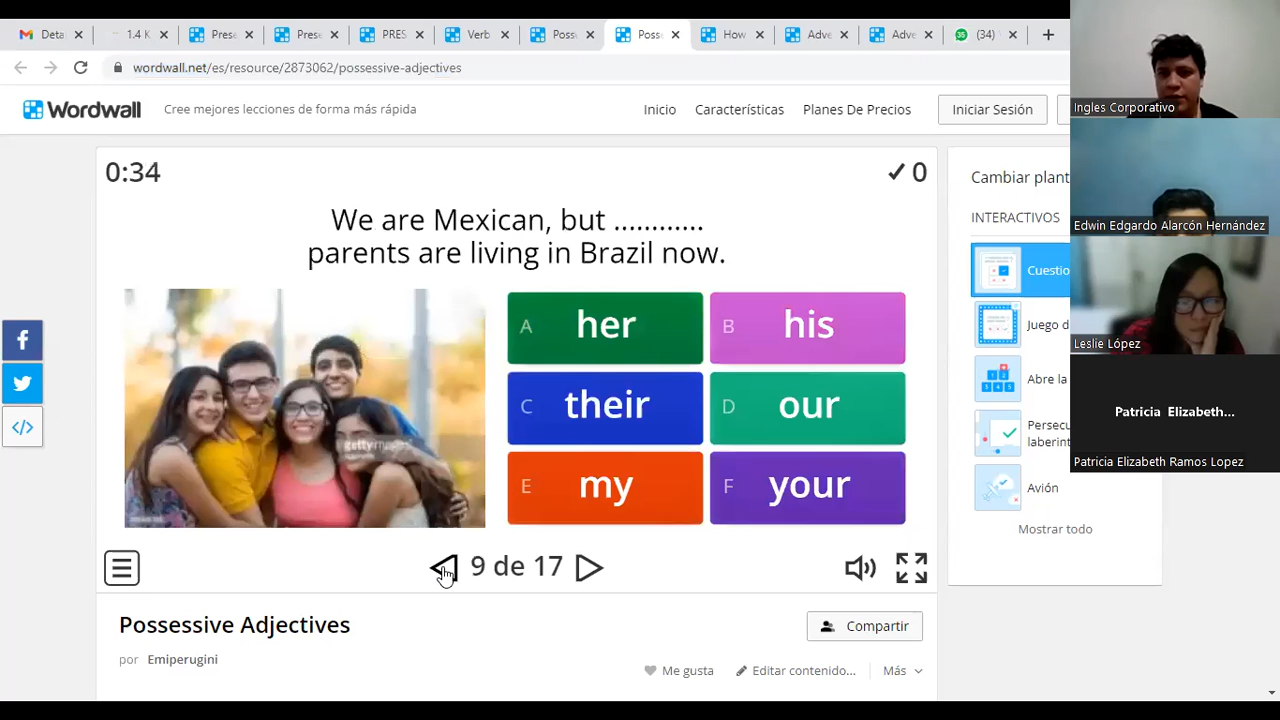 Deta
1.4 K
Prese
Prese
PRES
Verb
Poss
Poss
How
Adve
Adve
35
(34)
wordwall.net/es/resource/2873062/possessive-adjectives
Wordwall
Cree mejores lecciones de forma más rápida
Inicio
Características
Planes De Precios
Iniciar Sesión
0:34
✓ 0
We are Mexican, but ............
parents are living in Brazil now.
A her
B his
C their
D our
E my
F your
gettyimages
9 de 17
Possessive Adjectives
por Emiperugini
Compartir
Me gusta
Editar contenido...
Más
Cambiar plant
INTERACTIVOS
Cuestio
Juego d
Abre la
Persecu
laberint
Avión
Mostrar todo
Ingles Corporativo
Edwin Edgardo Alarcón Hernández
Leslie López
Patricia Elizabeth...
Patricia Elizabeth Ramos Lopez